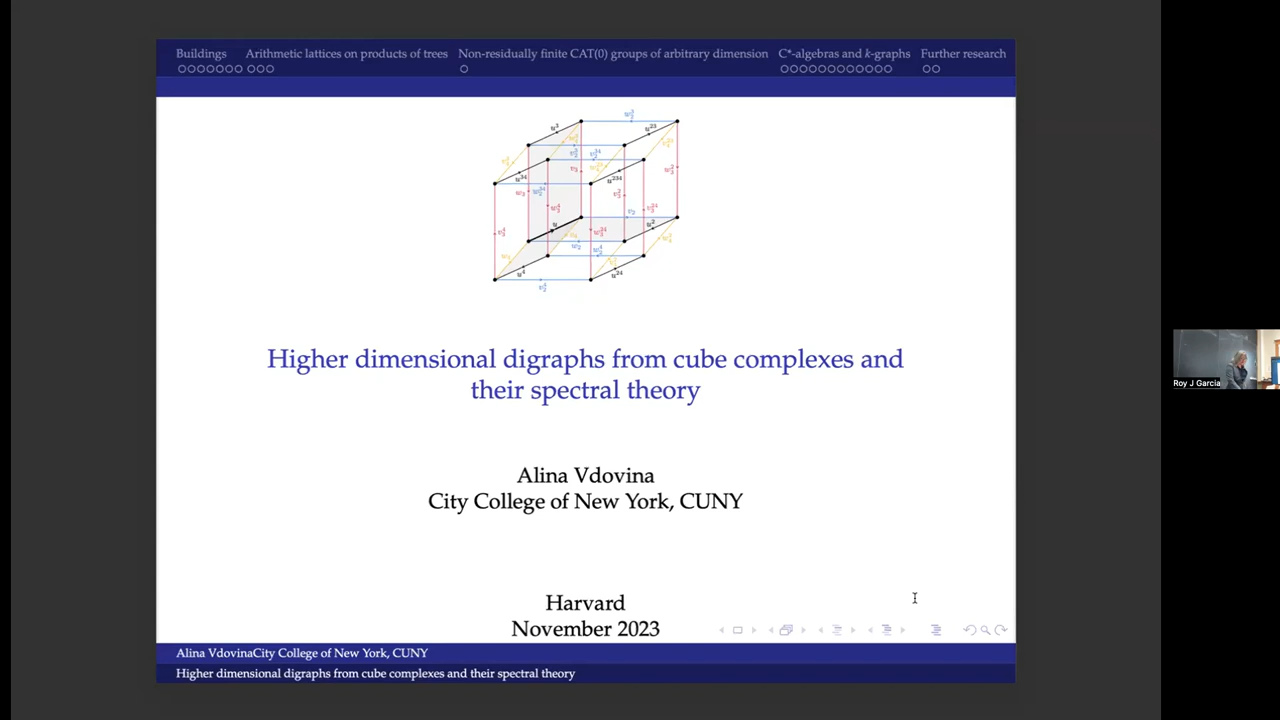 Buildings Arithmetic lattices on products of trees Non-residually finite CAT(0) groups of arbitrary dimension C*-algebras and k-graphs Further research
Higher dimensional digraphs from cube complexes and
their spectral theory
Alina Vdovina
City College of New York, CUNY
Harvard
November 2023
Alina VdovinaCity College of New York, CUNY
Higher dimensional digraphs from cube complexes and their spectral theory
Roy J Garcia